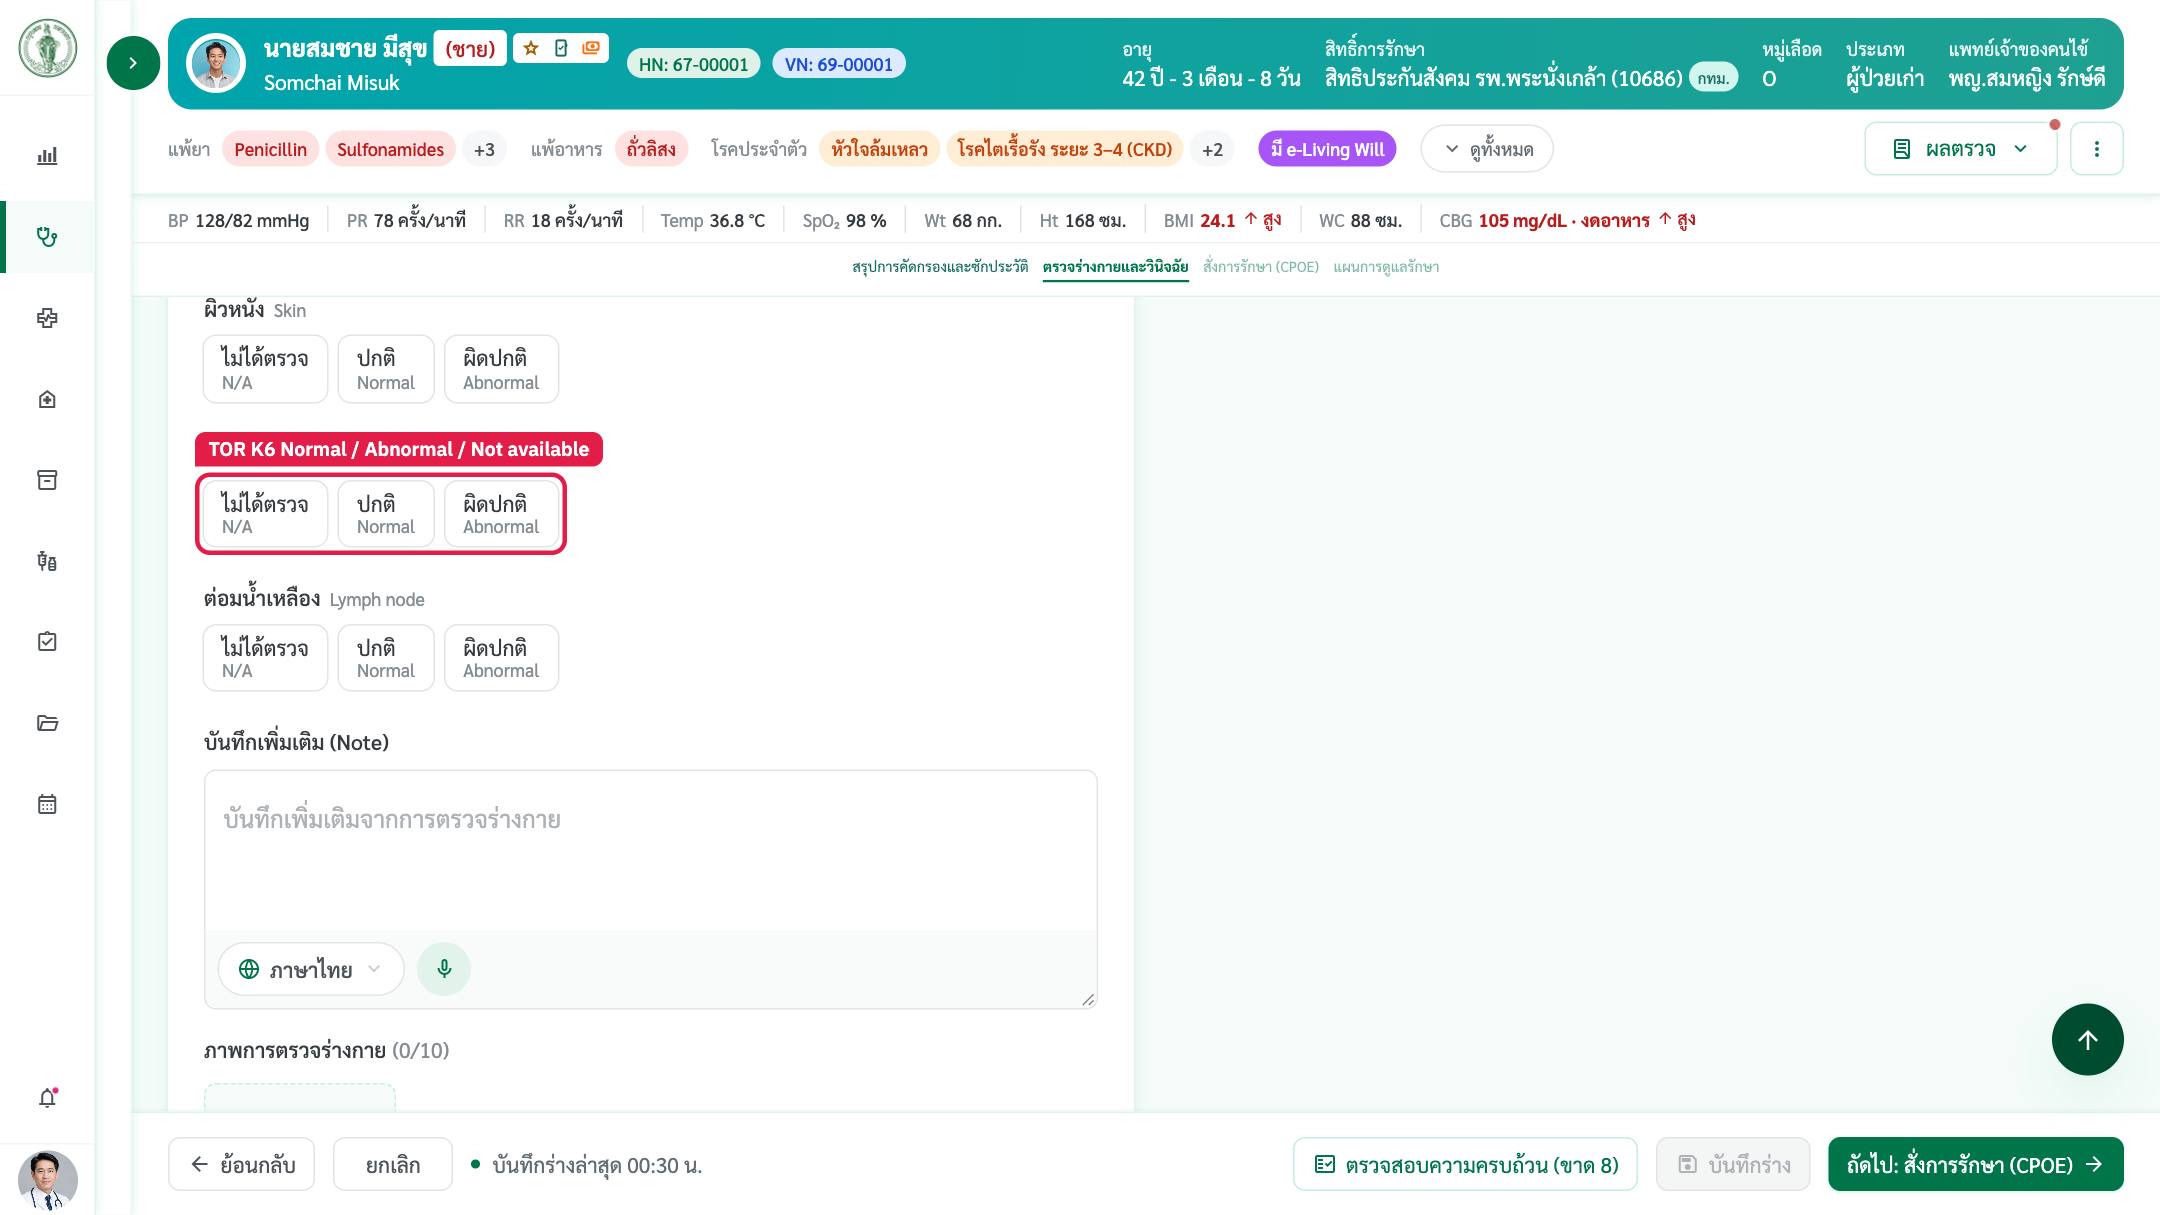 นายสมชาย มีสุข (ชาย)
Somchai Misuk
HN: 67-00001
VN: 69-00001
อายุ
42 ปี - 3 เดือน - 8 วัน
สิทธิ์การรักษา
สิทธิประกันสังคม รพ.พระนั่งเกล้า (10686) กทม.
หมู่เลือด
O
ประเภท
ผู้ป่วยเก่า
แพทย์เจ้าของคนไข้
พญ.สมหญิง รักษ์ดี
แพ้ยา Penicillin Sulfonamides +3 แพ้อาหาร ถั่วลิสง โรคประจำตัว หัวใจล้มเหลว โรคไตเรื้อรัง ระยะ 3–4 (CKD) +2 มี e-Living Will ดูทั้งหมด ผลตรวจ
BP 128/82 mmHg PR 78 ครั้ง/นาที RR 18 ครั้ง/นาที Temp 36.8 °C SpO₂ 98 % Wt 68 กก. Ht 168 ซม. BMI 24.1 ↑ สูง WC 88 ซม. CBG 105 mg/dL · งดอาหาร ↑ สูง
สรุปการคัดกรองและซักประวัติ ตรวจร่างกายและวินิจฉัย สั่งการรักษา (CPOE) แผนการดูแลรักษา
ผิวหนัง Skin
ไม่ได้ตรวจ ปกติ ผิดปกติ
N/A Normal Abnormal
TOR K6 Normal / Abnormal / Not available
ไม่ได้ตรวจ ปกติ ผิดปกติ
N/A Normal Abnormal
ต่อมน้ำเหลือง Lymph node
ไม่ได้ตรวจ ปกติ ผิดปกติ
N/A Normal Abnormal
บันทึกเพิ่มเติม (Note)
บันทึกเพิ่มเติมจากการตรวจร่างกาย
ภาษาไทย
ภาพการตรวจร่างกาย (0/10)
← ย้อนกลับ ยกเลิก บันทึกร่างล่าสุด 00:30 น. ตรวจสอบความครบถ้วน (ขาด 8) บันทึกร่าง ถัดไป: สั่งการรักษา (CPOE) →